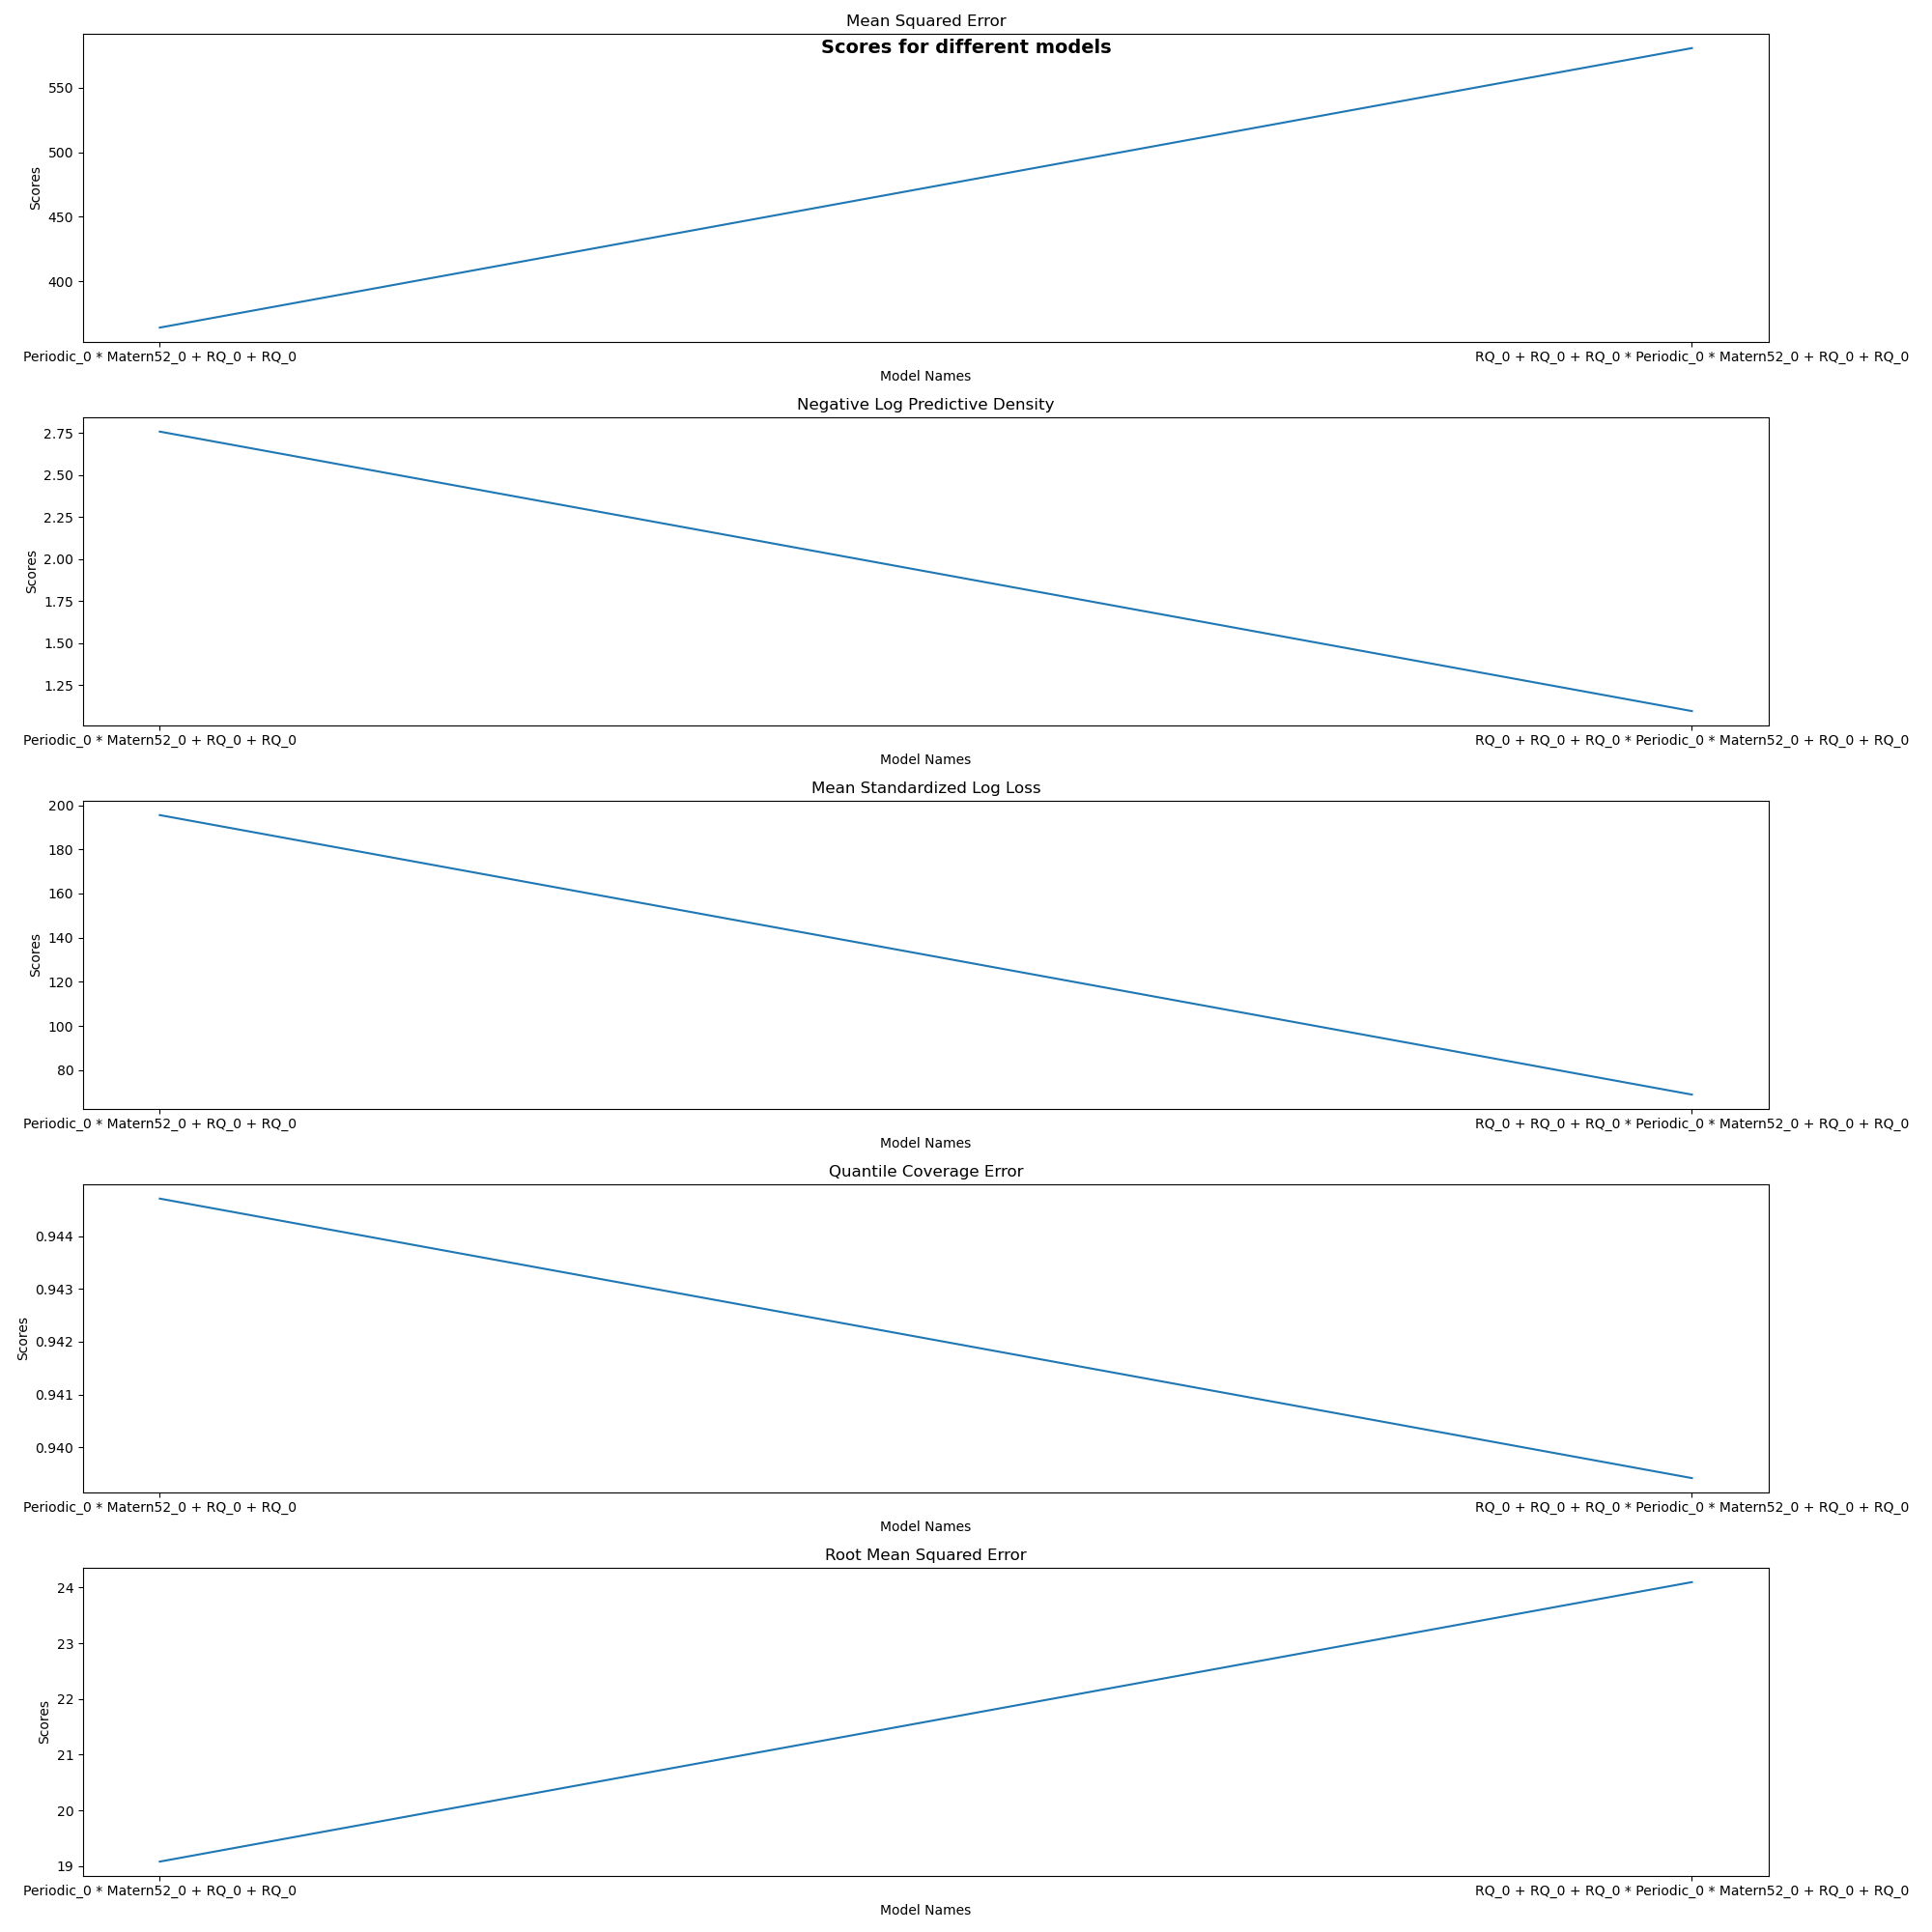 Mean Squared Error
Scores for different models
550
500
450
400
Scores
Periodic_0 * Matern52_0 + RQ_0 + RQ_0
RQ_0 + RQ_0 + RQ_0 * Periodic_0 * Matern52_0 + RQ_0 + RQ_0
Model Names
Negative Log Predictive Density
2.75
2.50
2.25
2.00
1.75
1.50
1.25
Scores
Periodic_0 * Matern52_0 + RQ_0 + RQ_0
RQ_0 + RQ_0 + RQ_0 * Periodic_0 * Matern52_0 + RQ_0 + RQ_0
Model Names
Mean Standardized Log Loss
200
180
160
140
120
100
80
Scores
Periodic_0 * Matern52_0 + RQ_0 + RQ_0
RQ_0 + RQ_0 + RQ_0 * Periodic_0 * Matern52_0 + RQ_0 + RQ_0
Model Names
Quantile Coverage Error
0.944
0.943
0.942
0.941
0.940
Scores
Periodic_0 * Matern52_0 + RQ_0 + RQ_0
RQ_0 + RQ_0 + RQ_0 * Periodic_0 * Matern52_0 + RQ_0 + RQ_0
Model Names
Root Mean Squared Error
24
23
22
21
20
19
Scores
Periodic_0 * Matern52_0 + RQ_0 + RQ_0
RQ_0 + RQ_0 + RQ_0 * Periodic_0 * Matern52_0 + RQ_0 + RQ_0
Model Names